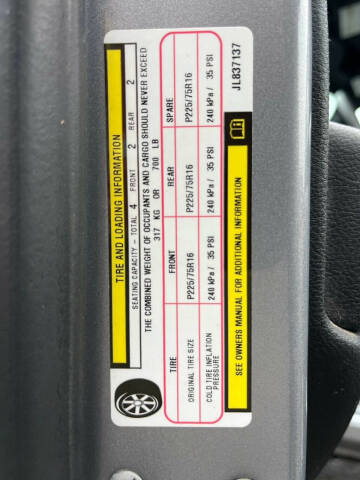 TIRE AND LOADING INFORMATION
SEATING CAPACITY - TOTAL 4 FRONT 2 REAR 2
THE COMBINED WEIGHT OF OCCUPANTS AND CARGO SHOULD NEVER EXCEED
317 KG OR 700 LB
TIRE FRONT REAR SPARE
ORIGINAL TIRE SIZE P225/75R16 P225/75R16 P225/75R16
COLD TIRE INFLATION PRESSURE 240 kPa / 35 PSI 240 kPa / 35 PSI 240 kPa / 35 PSI
SEE OWNERS MANUAL FOR ADDITIONAL INFORMATION
JL837137